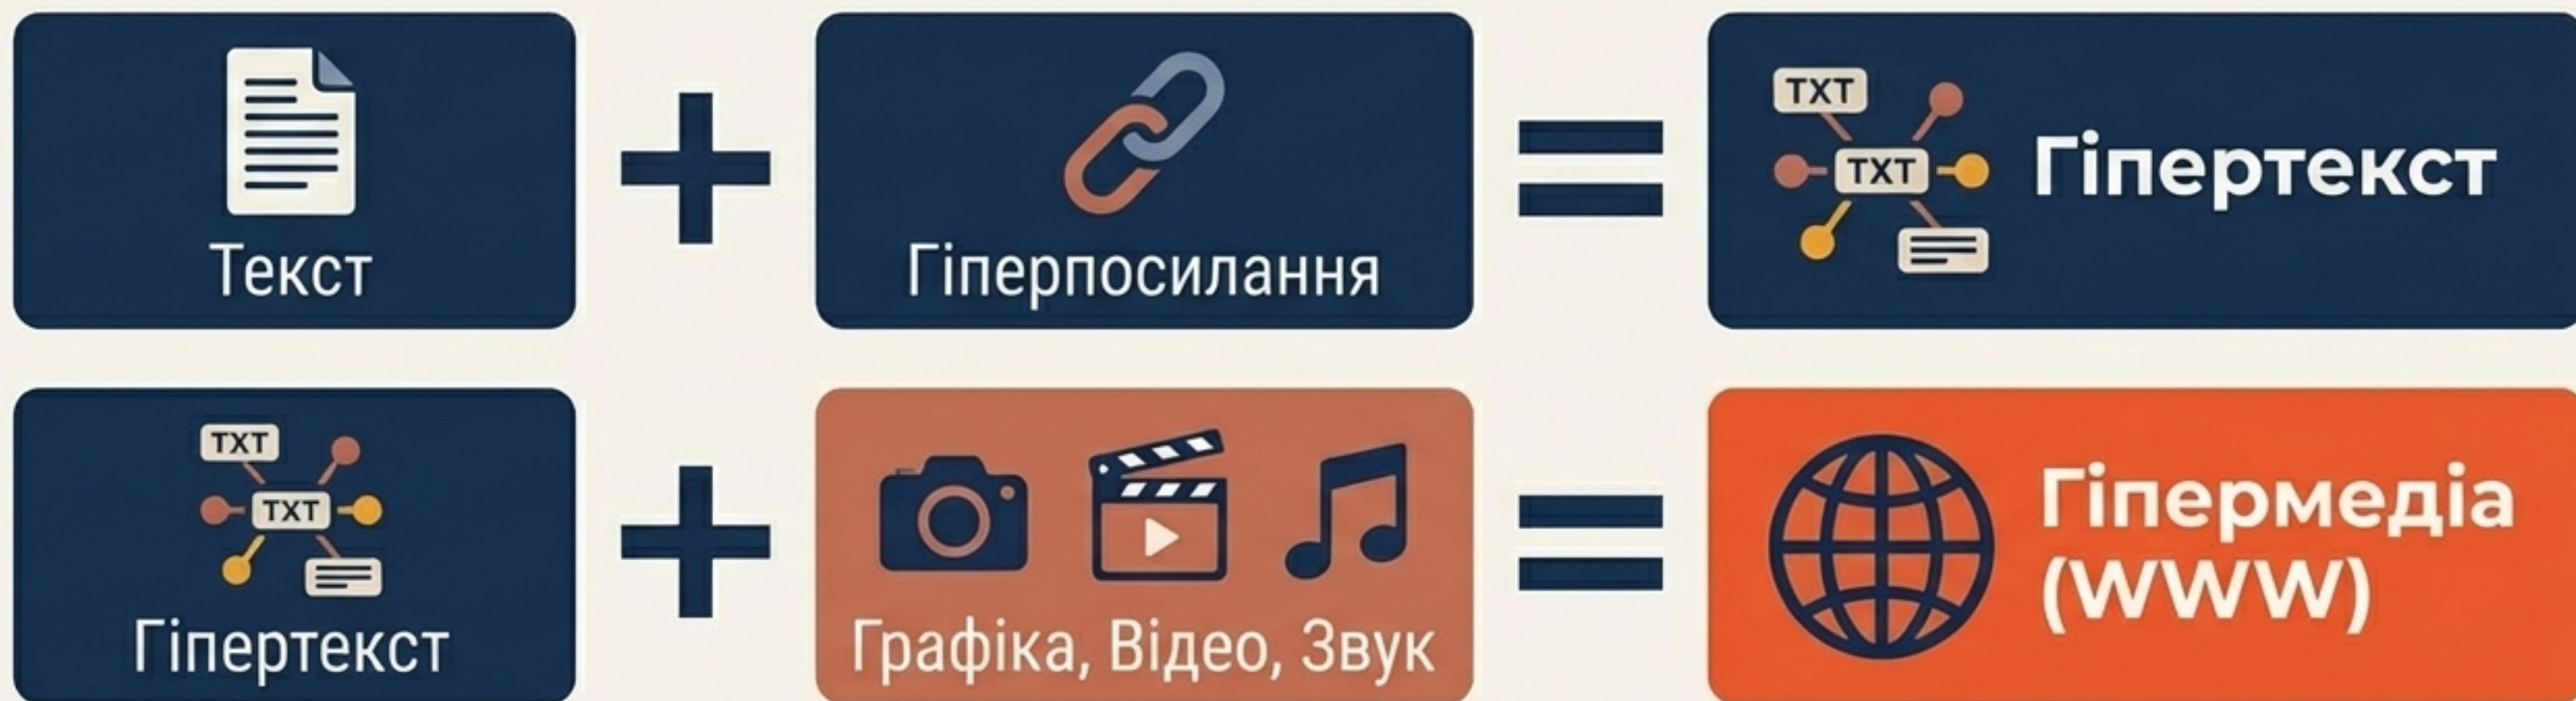 TXT
TXT
Гіпертекст
Текст
Гіперпосилання
TXT
TXT
Гіпертекст
Графіка, Відео, Звук
Гіпермедіа
(WWW)